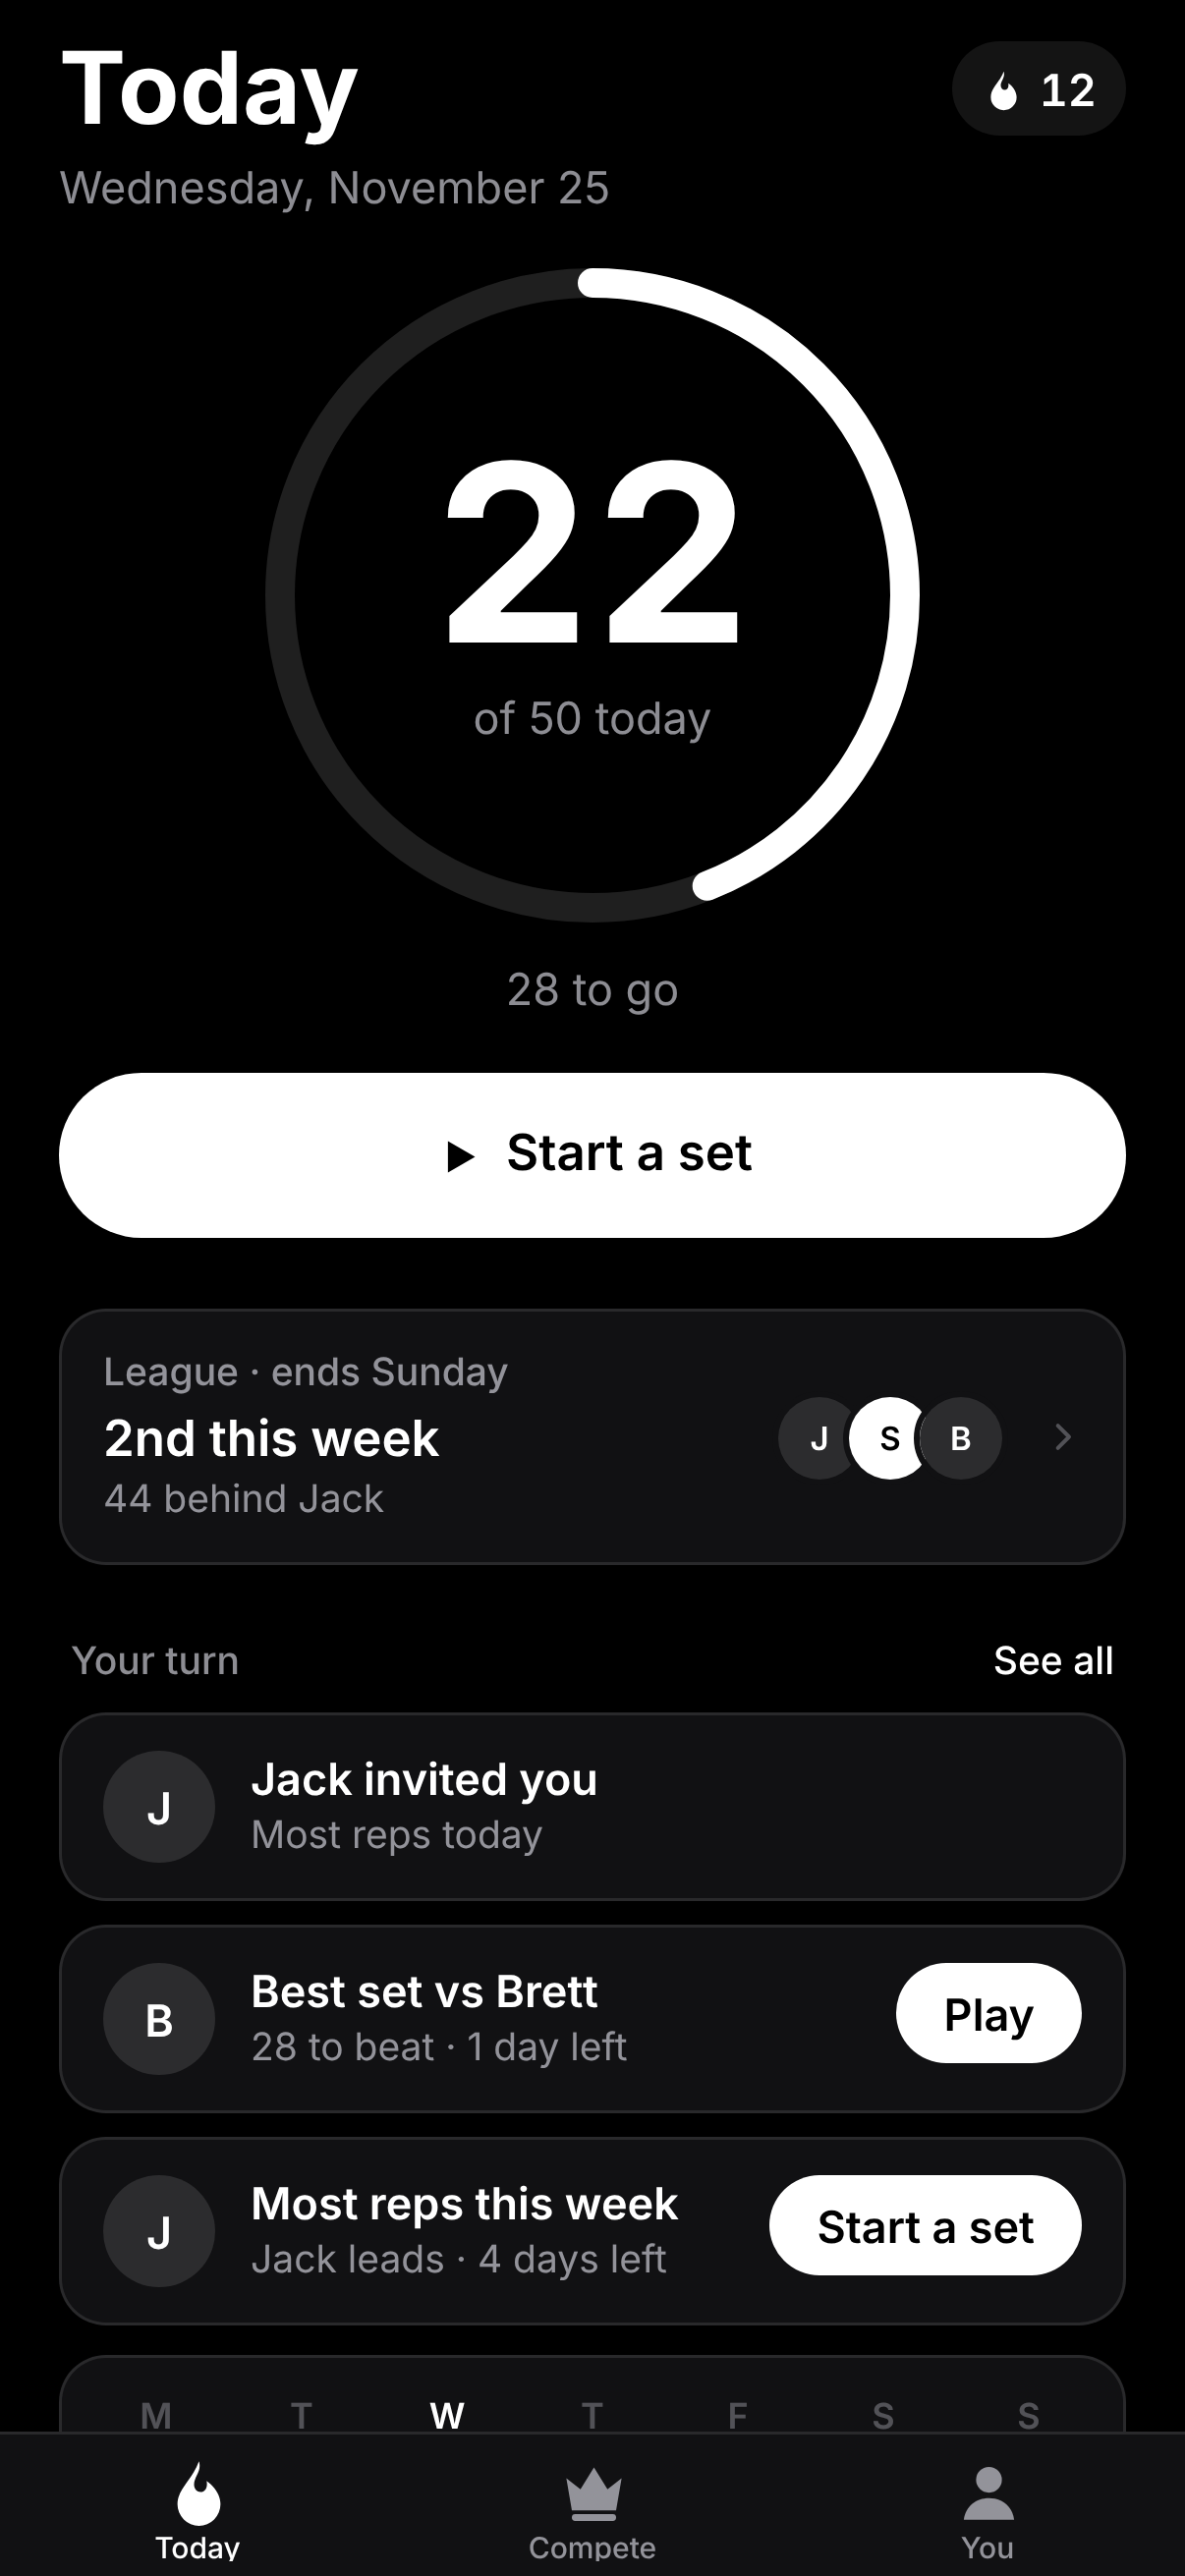 Today
12
Wednesday, November 25
22
of 50 today
28 to go
Start a set
League · ends Sunday
2nd this week
44 behind Jack
J S B
Your turn
See all
J
Jack invited you
Most reps today
B
Best set vs Brett
28 to beat · 1 day left
Play
J
Most reps this week
Jack leads · 4 days left
Start a set
M T W T F S S
Today
Compete
You